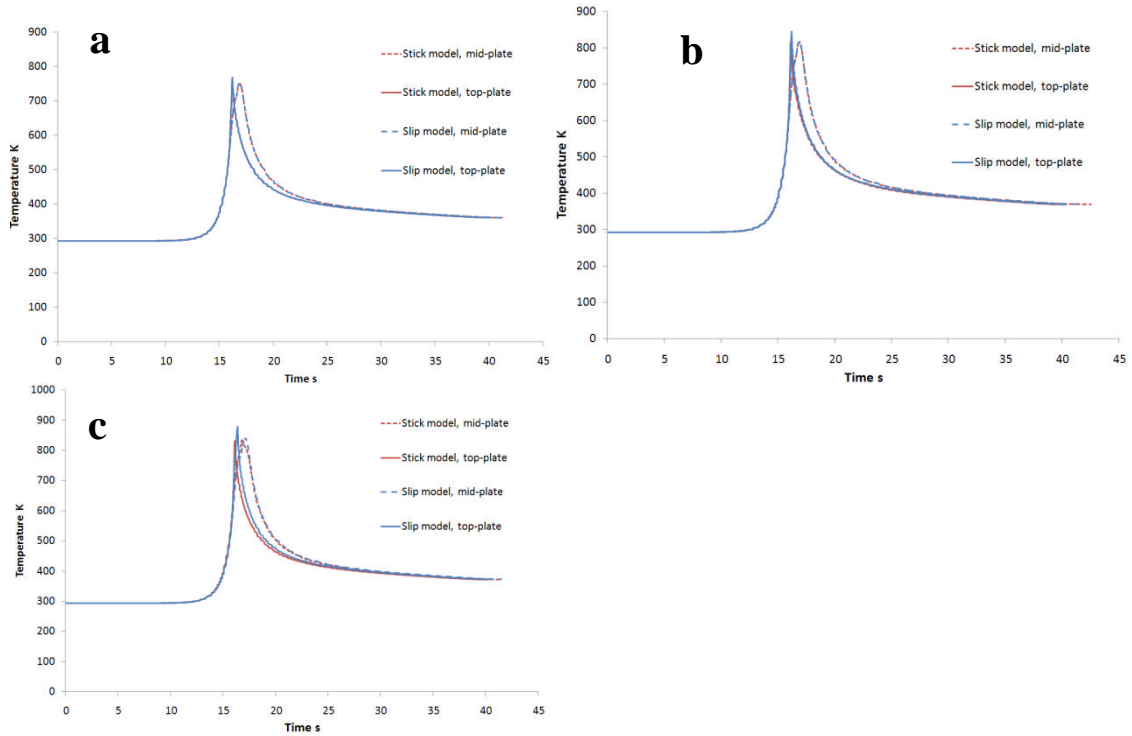 a
900
800
700
600
500
400
300
200
100
0
Temperature K
0 5 10 15 20 25 30 35 40 45
Time s
Stick model, mid-plate
Stick model, top-plate
Slip model, mid-plate
Slip model, top-plate
b
900
800
700
600
500
400
300
200
100
0
Temperature K
0 5 10 15 20 25 30 35 40 45
Time s
Stick model, mid-plate
Stick model, top-plate
Slip model, mid-plate
Slip model, top-plate
c
1000
900
800
700
600
500
400
300
200
100
0
Temperature K
0 5 10 15 20 25 30 35 40 45
Time s
Stick model, mid-plate
Stick model, top-plate
Slip model, mid-plate
Slip model, top-plate